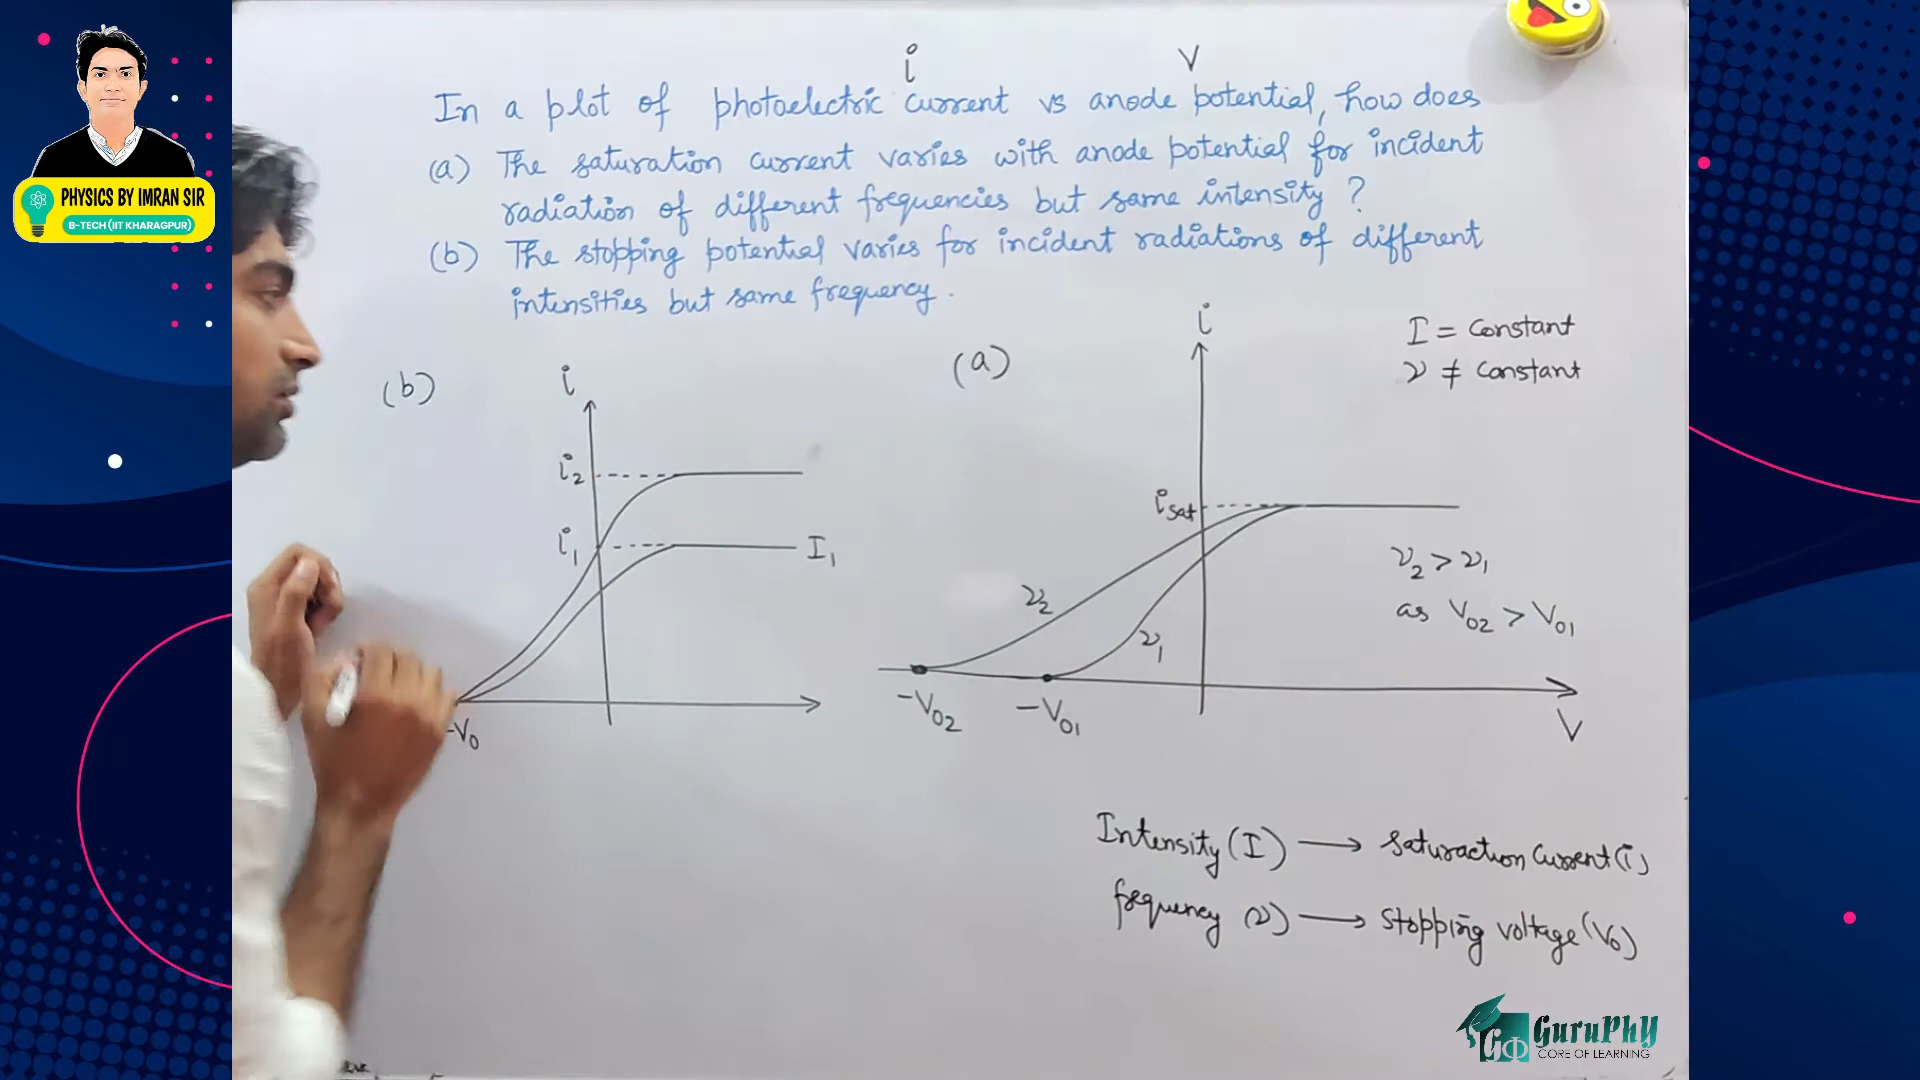 i V
In a plot of photoelectric current vs anode potential, how does
(a) The saturation current varies with anode potential for incident
radiation of different frequencies but same intensity ?
(b) The stopping potential varies for incident radiations of different
intensities but same frequency.
PHYSICS BY IMRAN SIR
B-TECH (IIT KHARAGPUR)
(b)
i
i2
i1
I1
-V0
(a)
i
I = Constant
ν ≠ Constant
isat
ν2
ν1
ν2 > ν1
as V02 > V01
-V02 -V01
V
Intensity (I) → Saturaction Current (i)
frequency (ν) → Stopping voltage (V0)
GΦ GuruPhy
CORE OF LEARNING